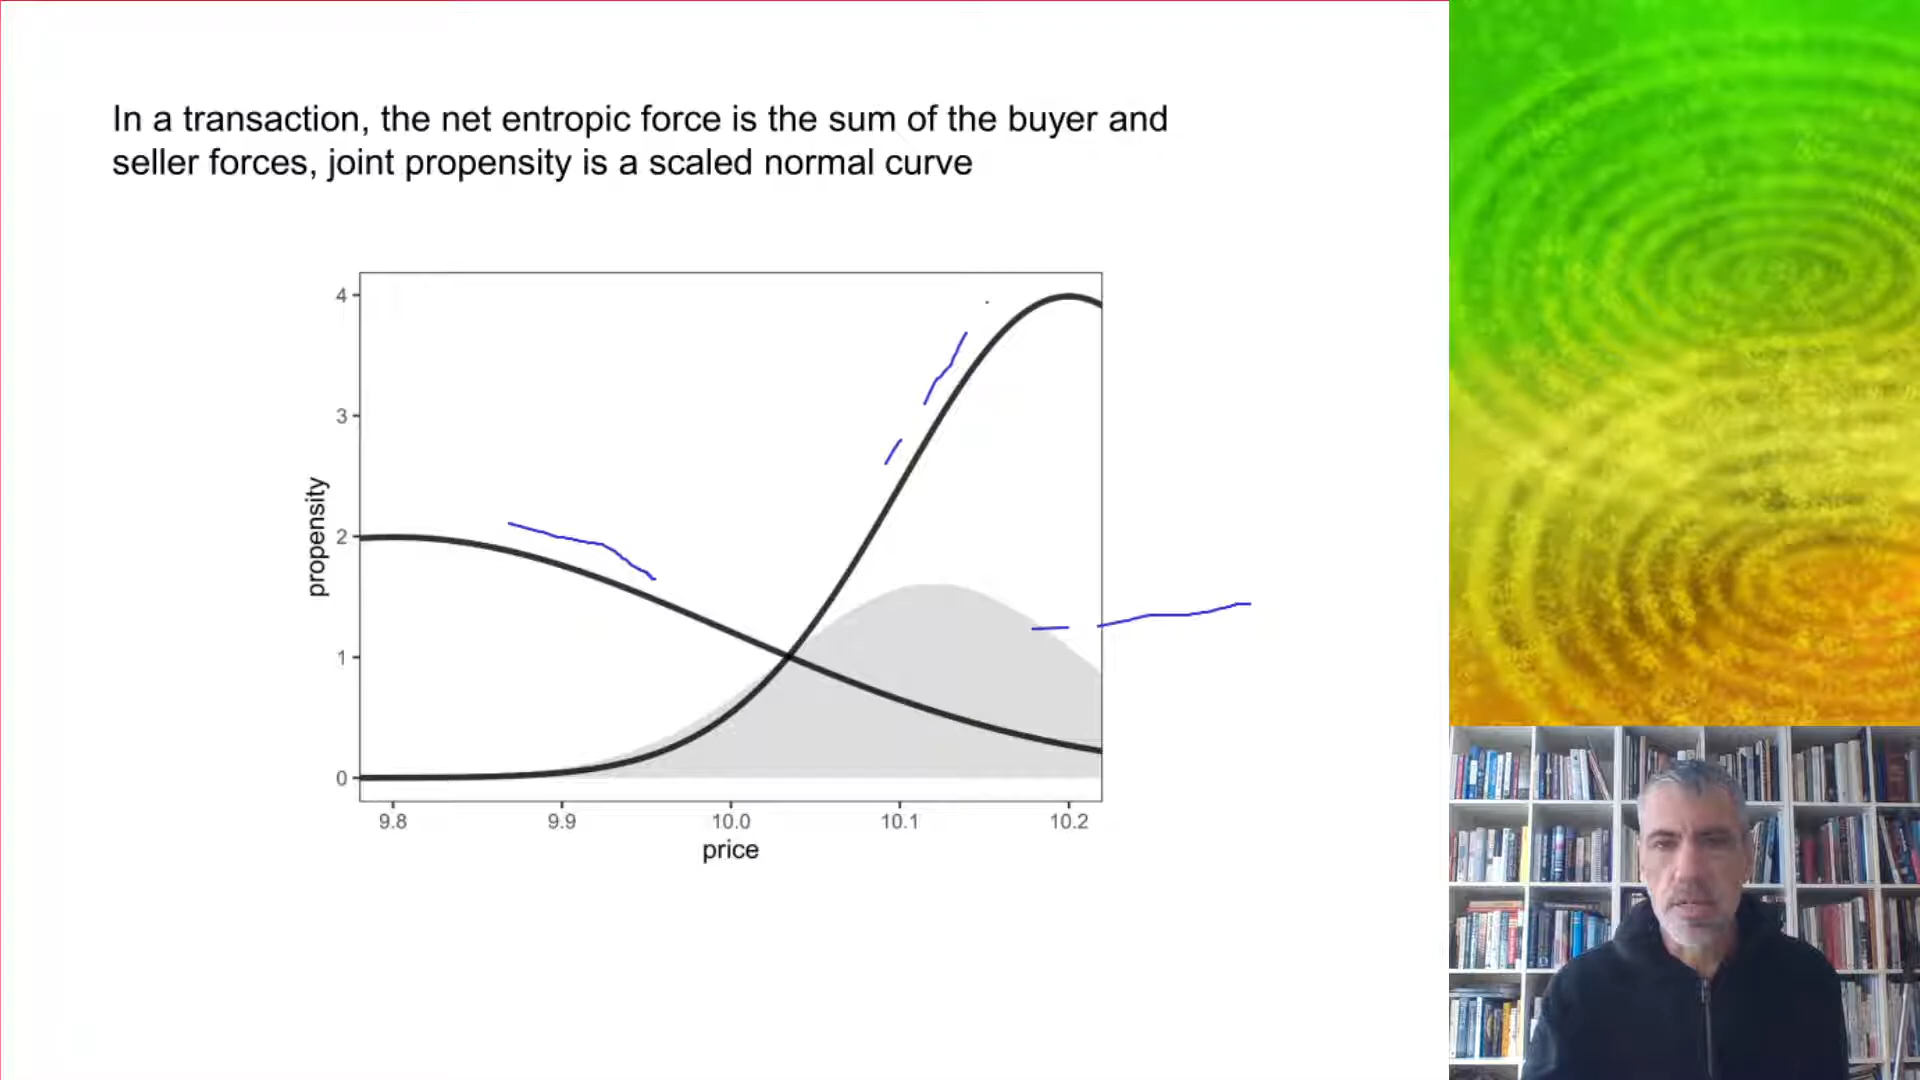 In a transaction, the net entropic force is the sum of the buyer and
seller forces, joint propensity is a scaled normal curve
4
3
propensity
2
1
0
9.8 9.9 10.0 10.1 10.2
price